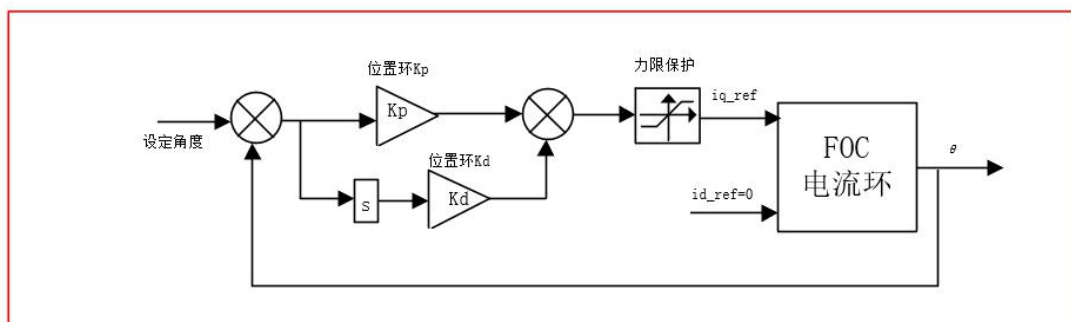 位置环Kp
力限保护
iq_ref
Kp
设定角度
FOC
电流环
θ
位置环Kd
id_ref=0
s
Kd